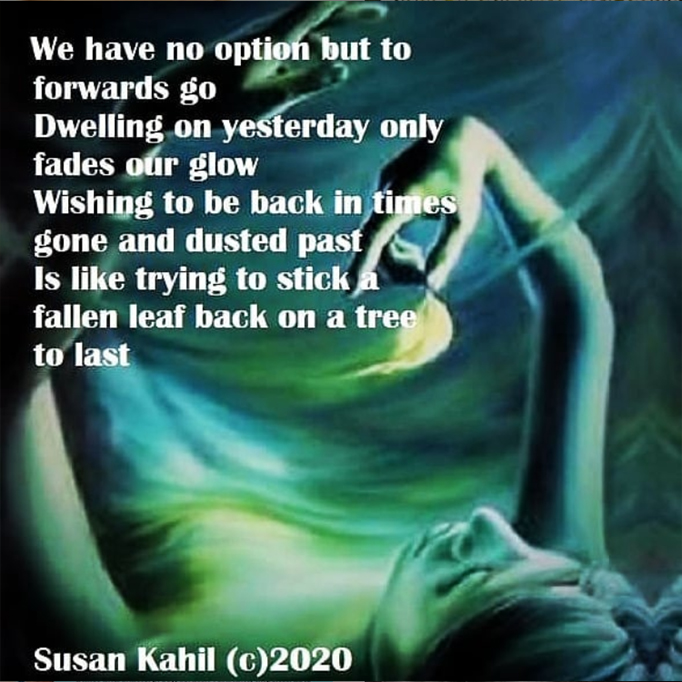 We have no option but to
forwards go
Dwelling on yesterday only
fades our glow
Wishing to be back in times
gone and dusted past
Is like trying to stick a
fallen leaf back on a tree
to last
Susan Kahil (c)2020